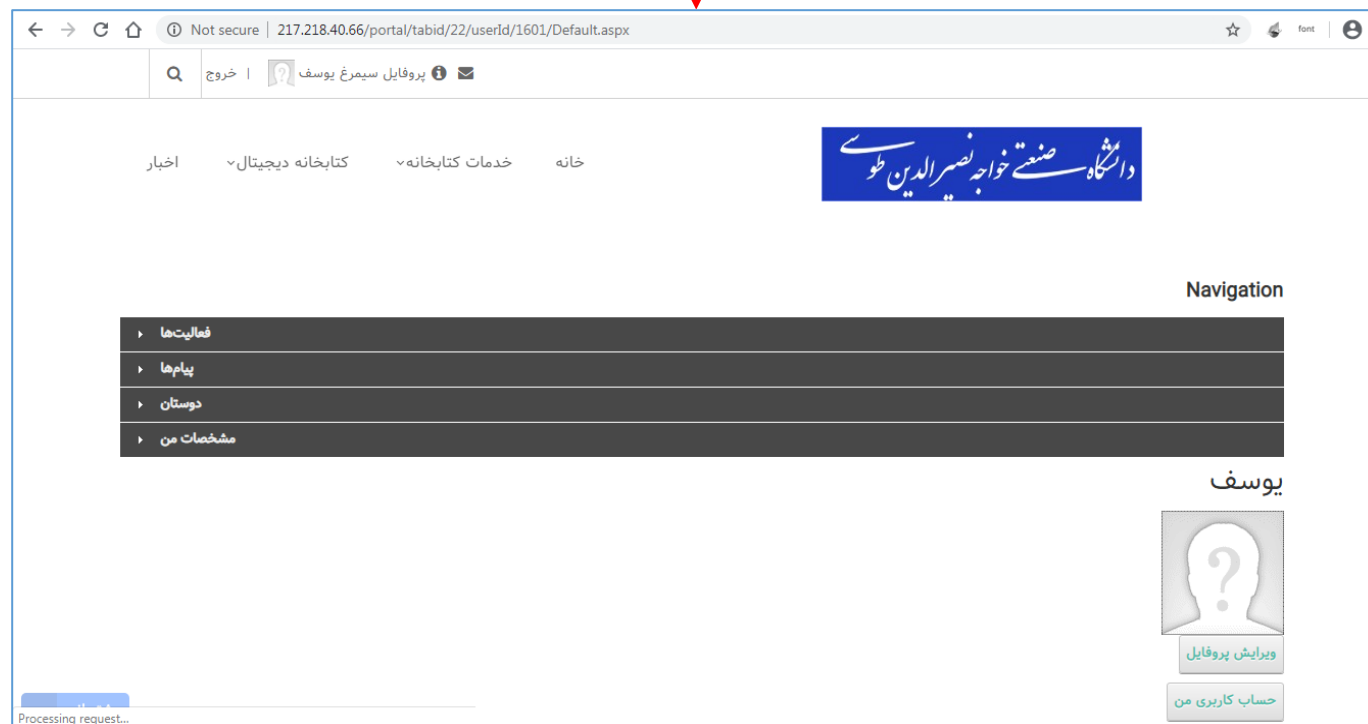 Not secure | 217.218.40.66/portal/tabid/22/userId/1601/Default.aspx
font
پروفایل سیمرغ یوسف | خروج
دانشگاه صنعتی خواجه نصیرالدین طوسی
خانه خدمات کتابخانه کتابخانه دیجیتال اخبار
Navigation
فعالیت‌ها
پیام‌ها
دوستان
مشخصات من
یوسف
?
ویرایش پروفایل
حساب کاربری من
Processing request...